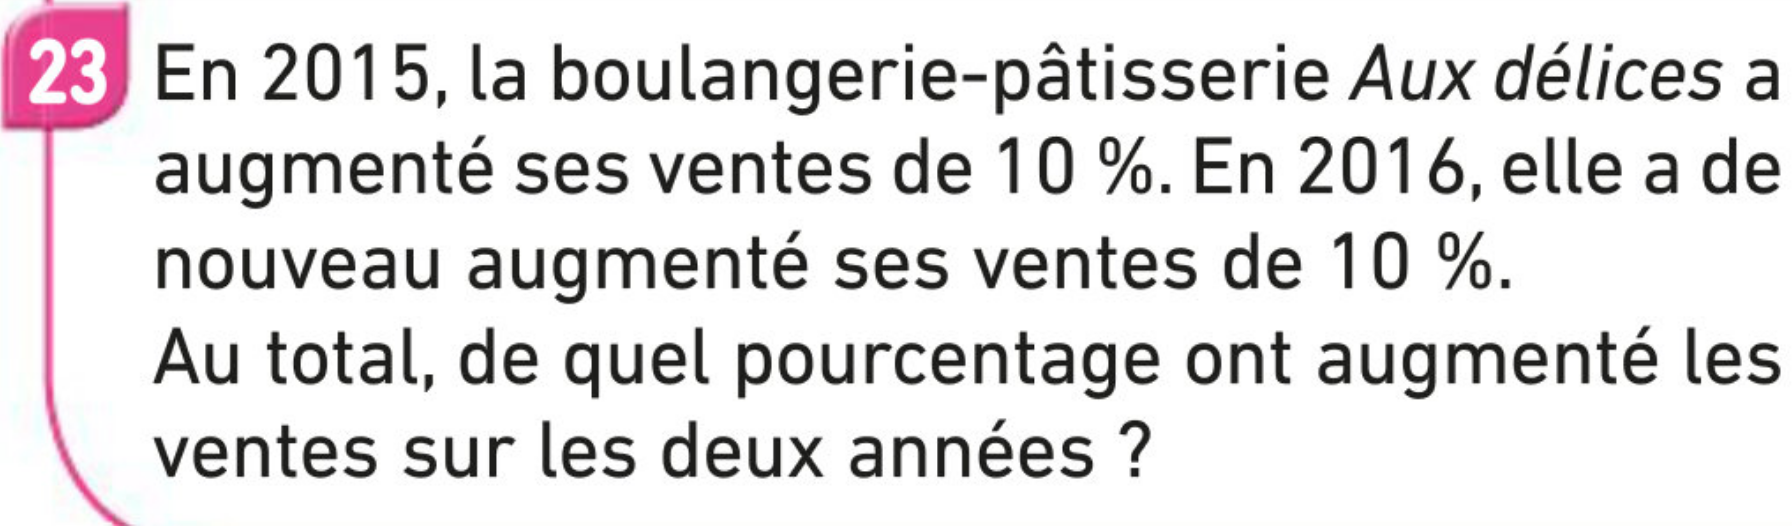 23 En 2015, la boulangerie-pâtisserie Aux délices a
augmenté ses ventes de 10 %. En 2016, elle a de
nouveau augmenté ses ventes de 10 %.
Au total, de quel pourcentage ont augmenté les
ventes sur les deux années ?